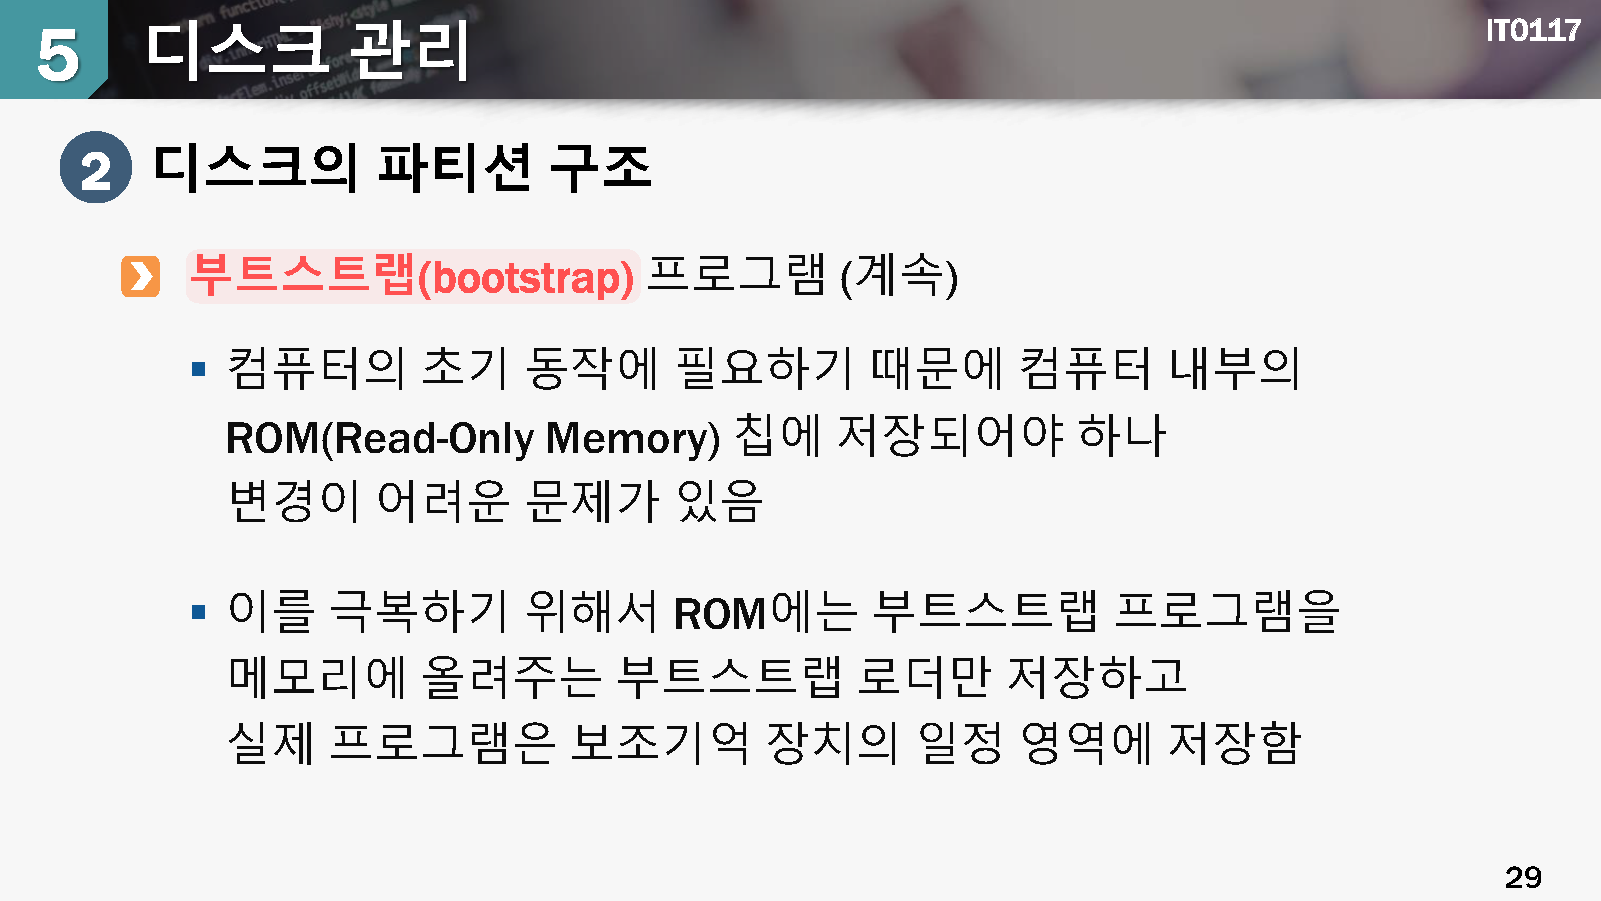 5 디스크 관리
IT0117
2 디스크의 파티션 구조
부트스트랩(bootstrap) 프로그램 (계속)
컴퓨터의 초기 동작에 필요하기 때문에 컴퓨터 내부의
ROM(Read-Only Memory) 칩에 저장되어야 하나
변경이 어려운 문제가 있음
이를 극복하기 위해서 ROM에는 부트스트랩 프로그램을
메모리에 올려주는 부트스트랩 로더만 저장하고
실제 프로그램은 보조기억 장치의 일정 영역에 저장함
29